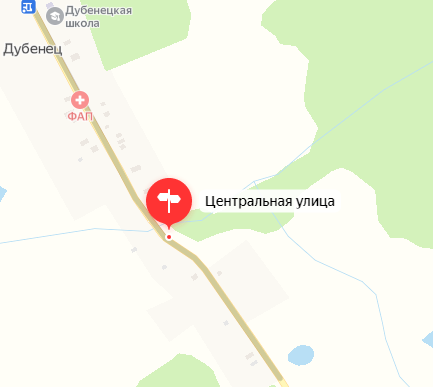 Дубенецкая
школа
Дубенец
ФАП
Центральная улица